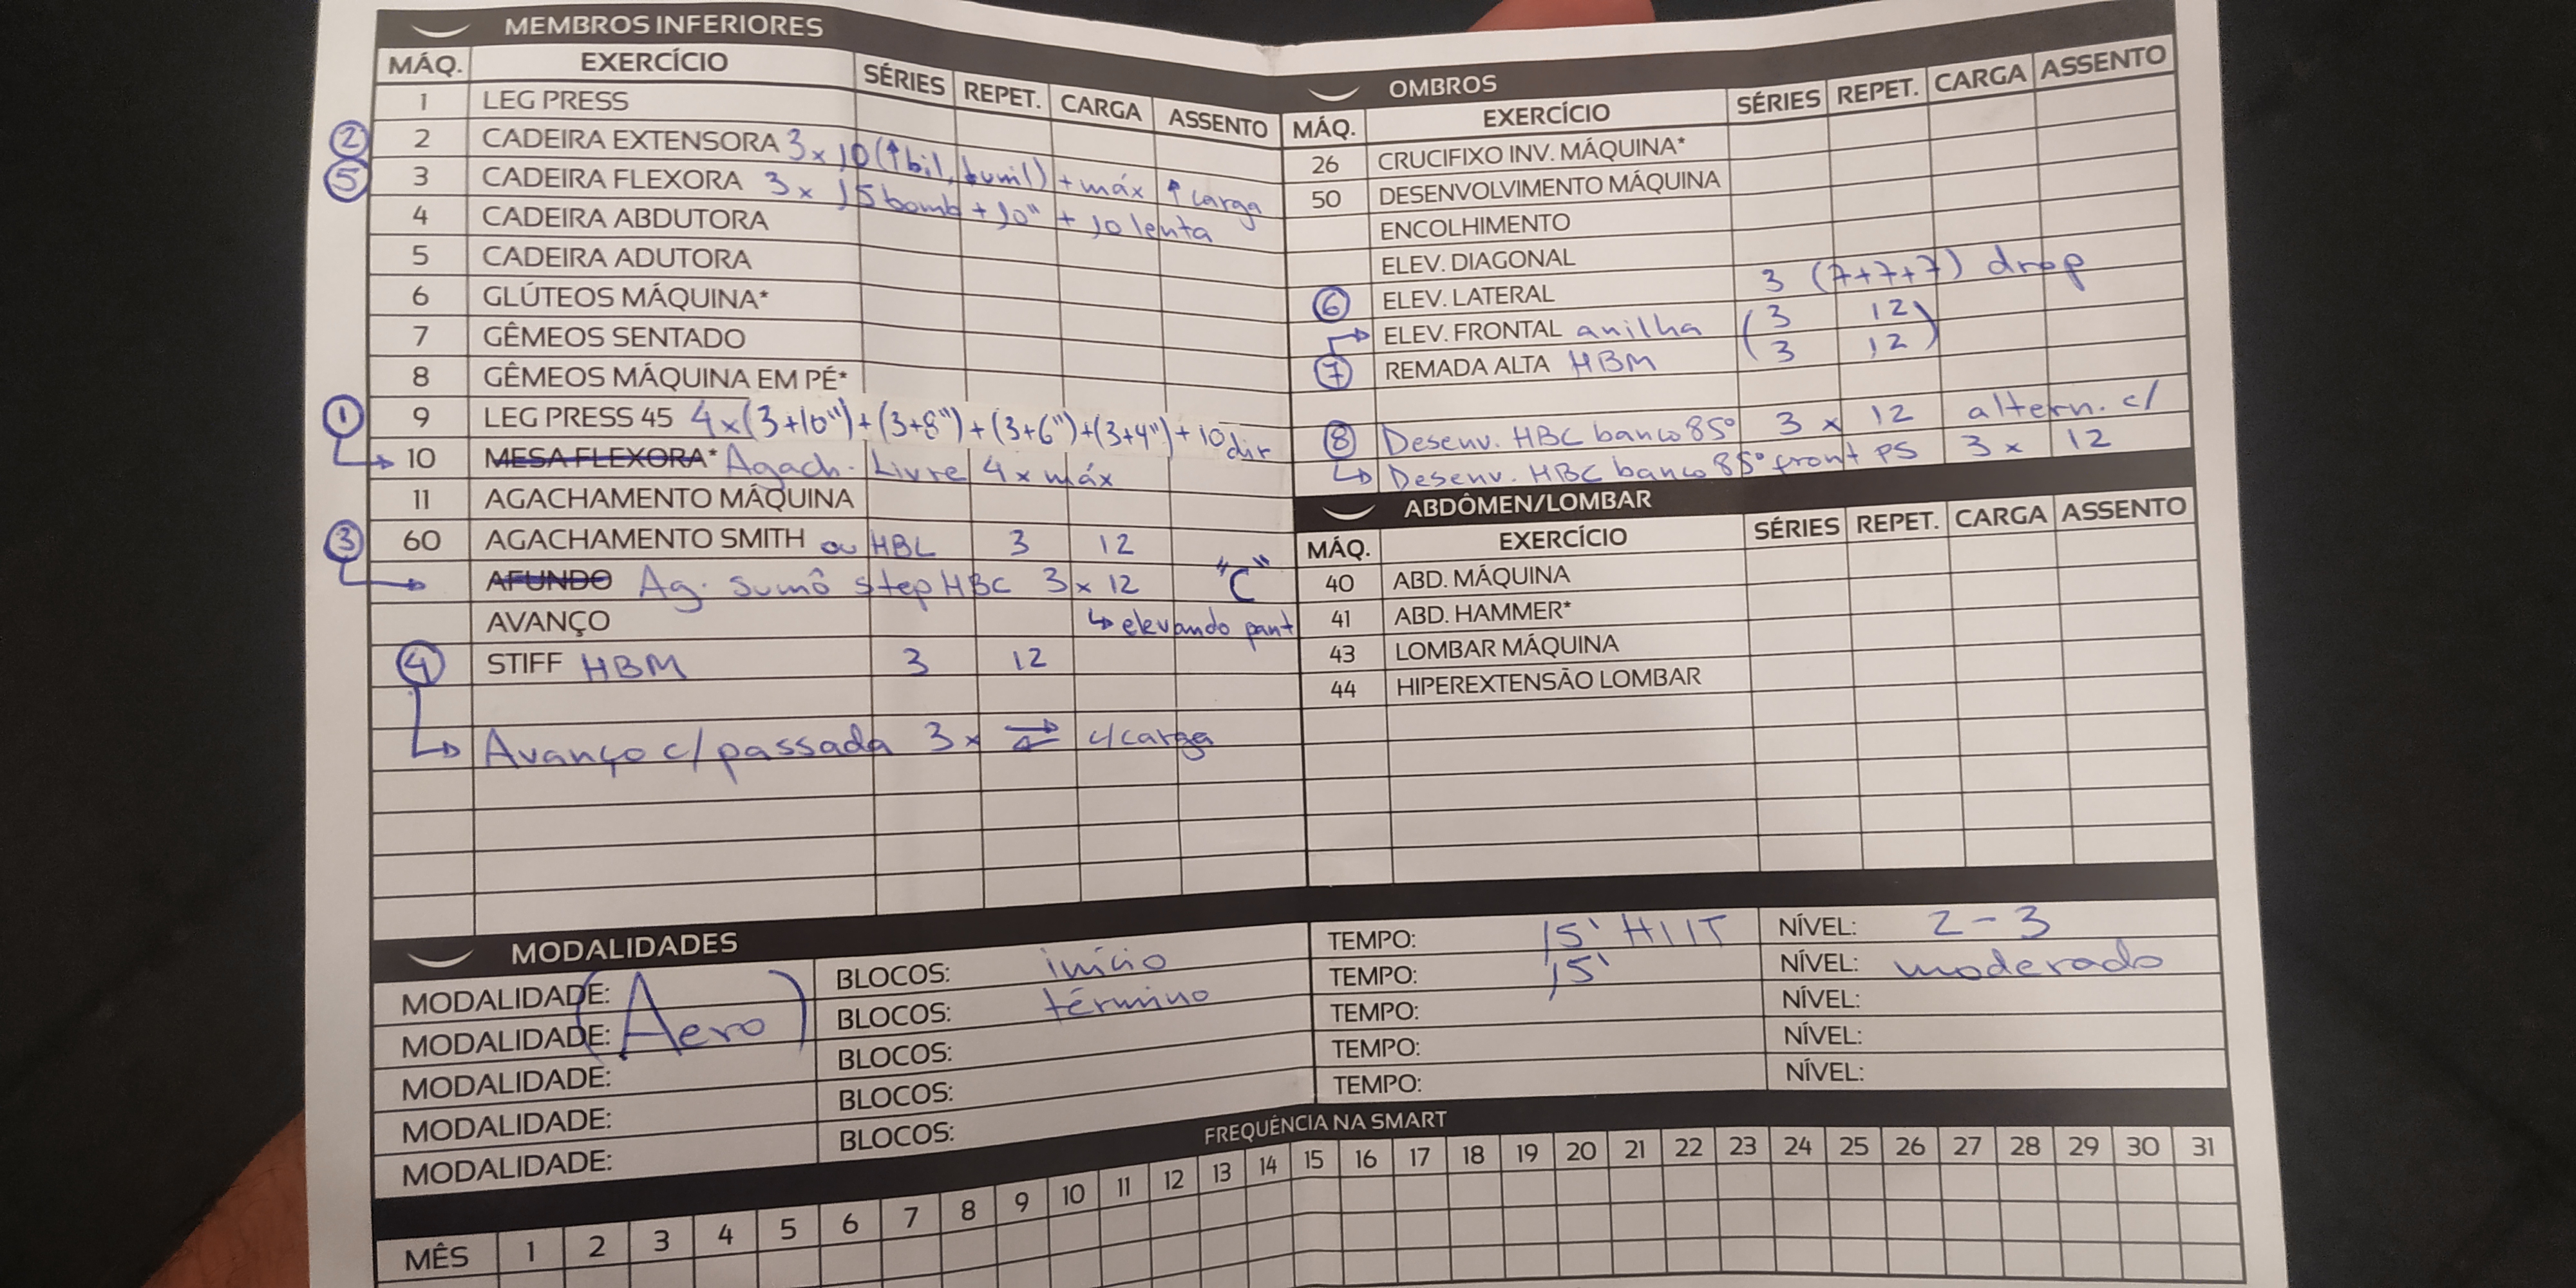 MEMBROS INFERIORES
MÁQ. EXERCÍCIO SÉRIES REPET. CARGA ASSENTO
1 LEG PRESS
② 2 CADEIRA EXTENSORA 3 x 10 (↑bil, ↓unil) + máx ↑ carga
⑤ 3 CADEIRA FLEXORA 3 x 15 bomb + 10" + 10 lenta
4 CADEIRA ABDUTORA
5 CADEIRA ADUTORA
6 GLÚTEOS MÁQUINA*
7 GÊMEOS SENTADO
8 GÊMEOS MÁQUINA EM PÉ*
① 9 LEG PRESS 45 4x(3+10")+(3+8")+(3+6")+(3+4")+10 dir
→ 10 MESA FLEXORA* Agach. Livre 4 x máx
11 AGACHAMENTO MÁQUINA
③ 60 AGACHAMENTO SMITH ou HBL 3 12
→ AFUNDO Ag. sumô step HBC 3 x 12 "C"
AVANÇO ↳ elevando pant
④ STIFF HBM 3 12
↳ Avanço c/ passada 3x ⇄ c/carga
OMBROS
MÁQ. EXERCÍCIO SÉRIES REPET. CARGA ASSENTO
26 CRUCIFIXO INV. MÁQUINA*
50 DESENVOLVIMENTO MÁQUINA
ENCOLHIMENTO
ELEV. DIAGONAL
⑥ ELEV. LATERAL 3 (7+7+7) drop
→ ELEV. FRONTAL anilha (3 12)
⑦ REMADA ALTA HBM (3 12)
⑧ Desenv. HBC banco 85° 3 x 12 altern. c/
↳ Desenv. HBC banco 85° front PS 3 x 12
ABDÔMEN/LOMBAR
MÁQ. EXERCÍCIO SÉRIES REPET. CARGA ASSENTO
40 ABD. MÁQUINA
41 ABD. HAMMER*
43 LOMBAR MÁQUINA
44 HIPEREXTENSÃO LOMBAR
MODALIDADES
MODALIDADE: (Aero) BLOCOS: início TEMPO: 15' HIIT NÍVEL: 2-3
MODALIDADE: BLOCOS: término TEMPO: 15' NÍVEL: moderado
MODALIDADE: BLOCOS: TEMPO: NÍVEL:
MODALIDADE: BLOCOS: TEMPO: NÍVEL:
MODALIDADE: BLOCOS: TEMPO: NÍVEL:
FREQUÊNCIA NA SMART
MÊS 1 2 3 4 5 6 7 8 9 10 11 12 13 14 15 16 17 18 19 20 21 22 23 24 25 26 27 28 29 30 31